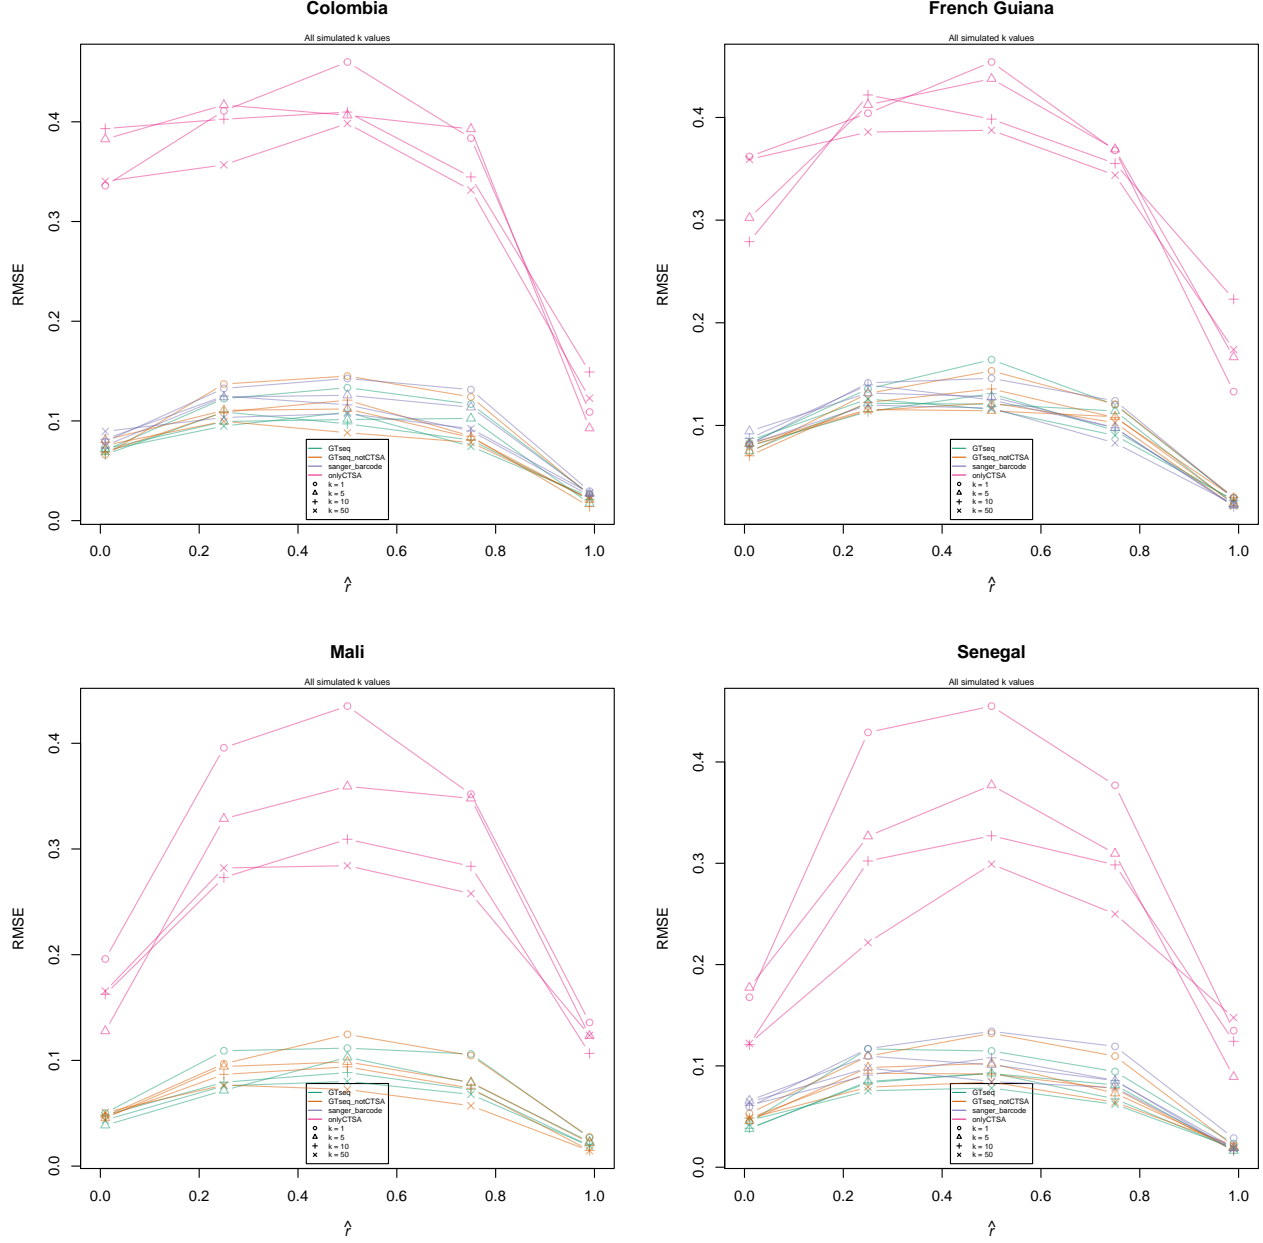 Colombia
All simulated k values
RMSE
0.4
0.3
0.2
0.1
0.0
GTseq
GTseq_notCTSA
sanger_barcode
onlyCTSA
k = 1
k = 5
k = 10
k = 50
0.0 0.2 0.4 0.6 0.8 1.0
r̂
French Guiana
All simulated k values
RMSE
0.4
0.3
0.2
0.1
GTseq
GTseq_notCTSA
sanger_barcode
onlyCTSA
k = 1
k = 5
k = 10
k = 50
0.0 0.2 0.4 0.6 0.8 1.0
r̂
Mali
All simulated k values
RMSE
0.4
0.3
0.2
0.1
0.0
GTseq
GTseq_notCTSA
sanger_barcode
onlyCTSA
k = 1
k = 5
k = 10
k = 50
0.0 0.2 0.4 0.6 0.8 1.0
r̂
Senegal
All simulated k values
RMSE
0.4
0.3
0.2
0.1
0.0
GTseq
GTseq_notCTSA
sanger_barcode
onlyCTSA
k = 1
k = 5
k = 10
k = 50
0.0 0.2 0.4 0.6 0.8 1.0
r̂